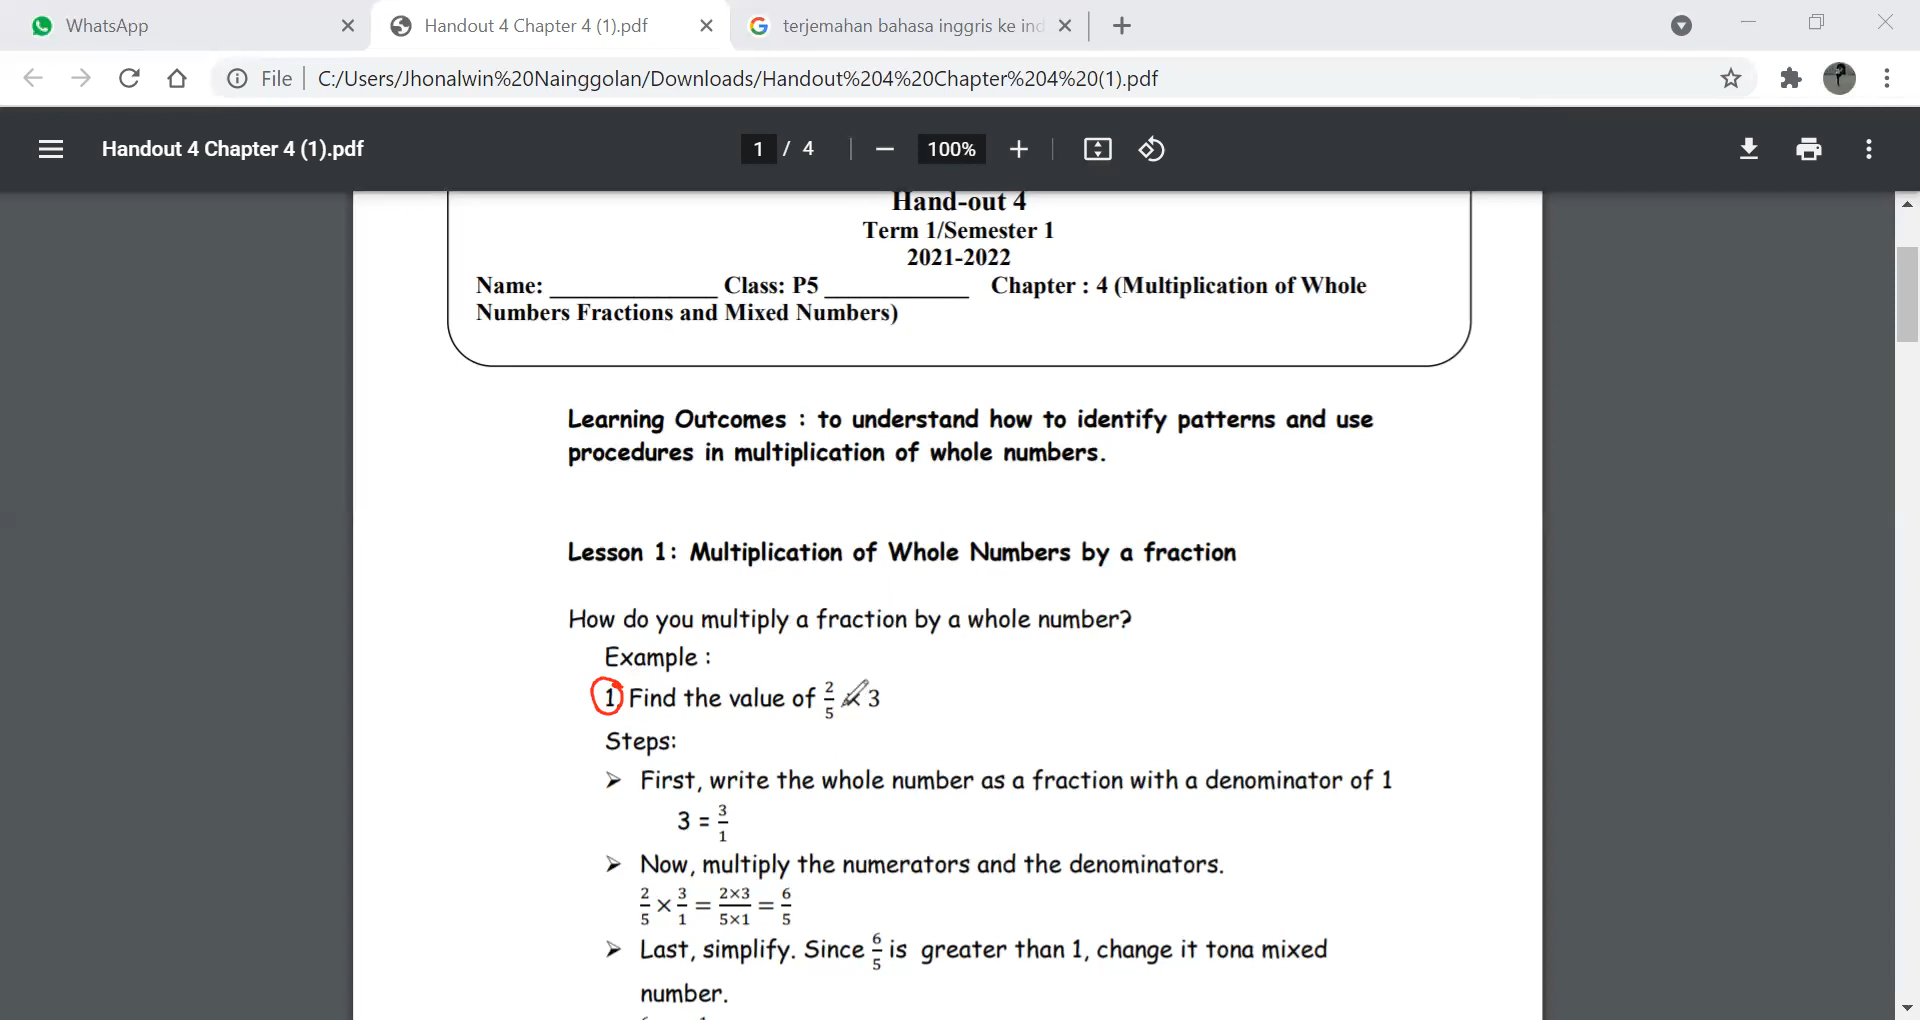 WhatsApp
Handout 4 Chapter 4 (1).pdf
terjemahan bahasa inggris ke ind
File
C:/Users/Jhonalwin%20Nainggolan/Downloads/Handout%204%20Chapter%204%20(1).pdf
Handout 4 Chapter 4 (1).pdf
1 / 4
100%
Hand-out 4
Term 1/Semester 1
2021-2022
Name: ______________ Class: P5 ____________ Chapter : 4 (Multiplication of Whole
Numbers Fractions and Mixed Numbers)
Learning Outcomes : to understand how to identify patterns and use
procedures in multiplication of whole numbers.
Lesson 1: Multiplication of Whole Numbers by a fraction
How do you multiply a fraction by a whole number?
Example :
1. Find the value of 2/5 × 3
Steps:
➢ First, write the whole number as a fraction with a denominator of 1
3 = 3/1
➢ Now, multiply the numerators and the denominators.
2/5 × 3/1 = 2×3/5×1 = 6/5
➢ Last, simplify. Since 6/5 is greater than 1, change it tona mixed
number.